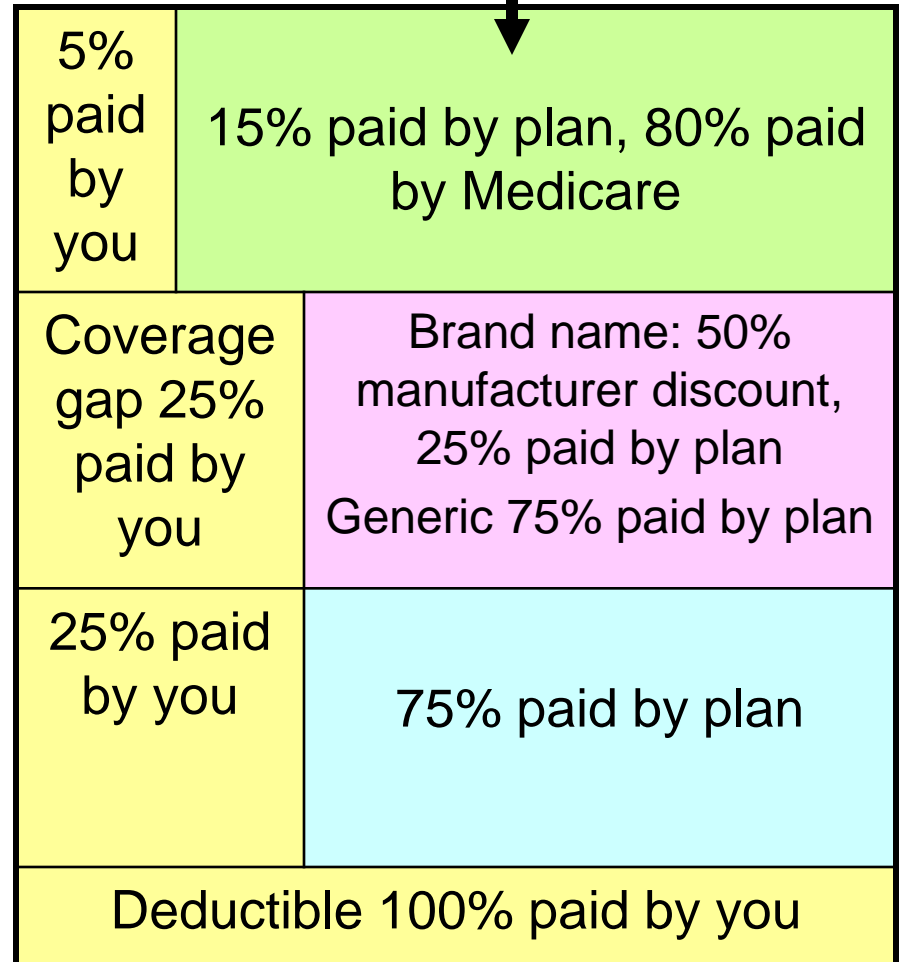 5%
paid
by
you
15% paid by plan, 80% paid
by Medicare
Coverage
gap 25%
paid by
you
Brand name: 50%
manufacturer discount,
25% paid by plan
Generic 75% paid by plan
25% paid
by you
75% paid by plan
Deductible 100% paid by you